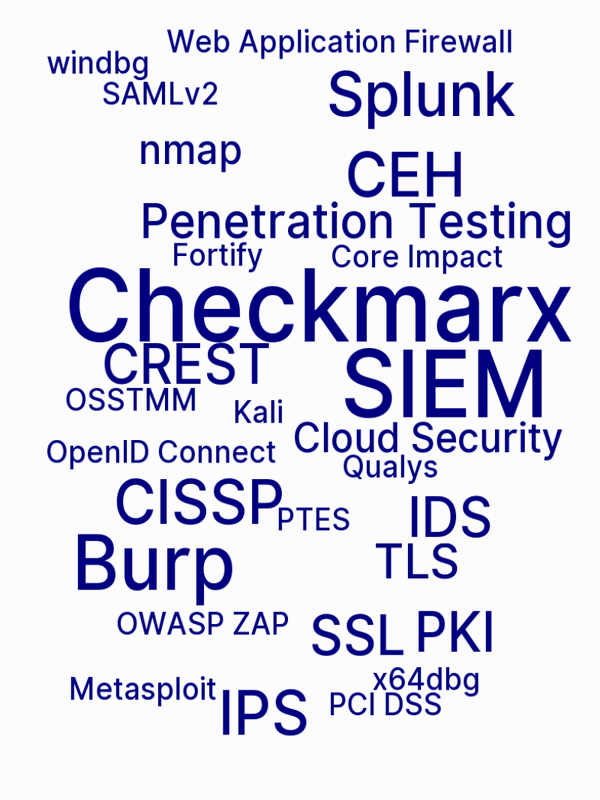 Web Application Firewall
windbg
SAMLv2
Splunk
nmap
CEH
Penetration Testing
Fortify
Core Impact
Checkmarx
CREST
SIEM
OSSTMM
Kali
Cloud Security
OpenID Connect
Qualys
CISSP
PTES
IDS
Burp
TLS
OWASP ZAP
SSL
PKI
x64dbg
Metasploit
IPS
PCI DSS